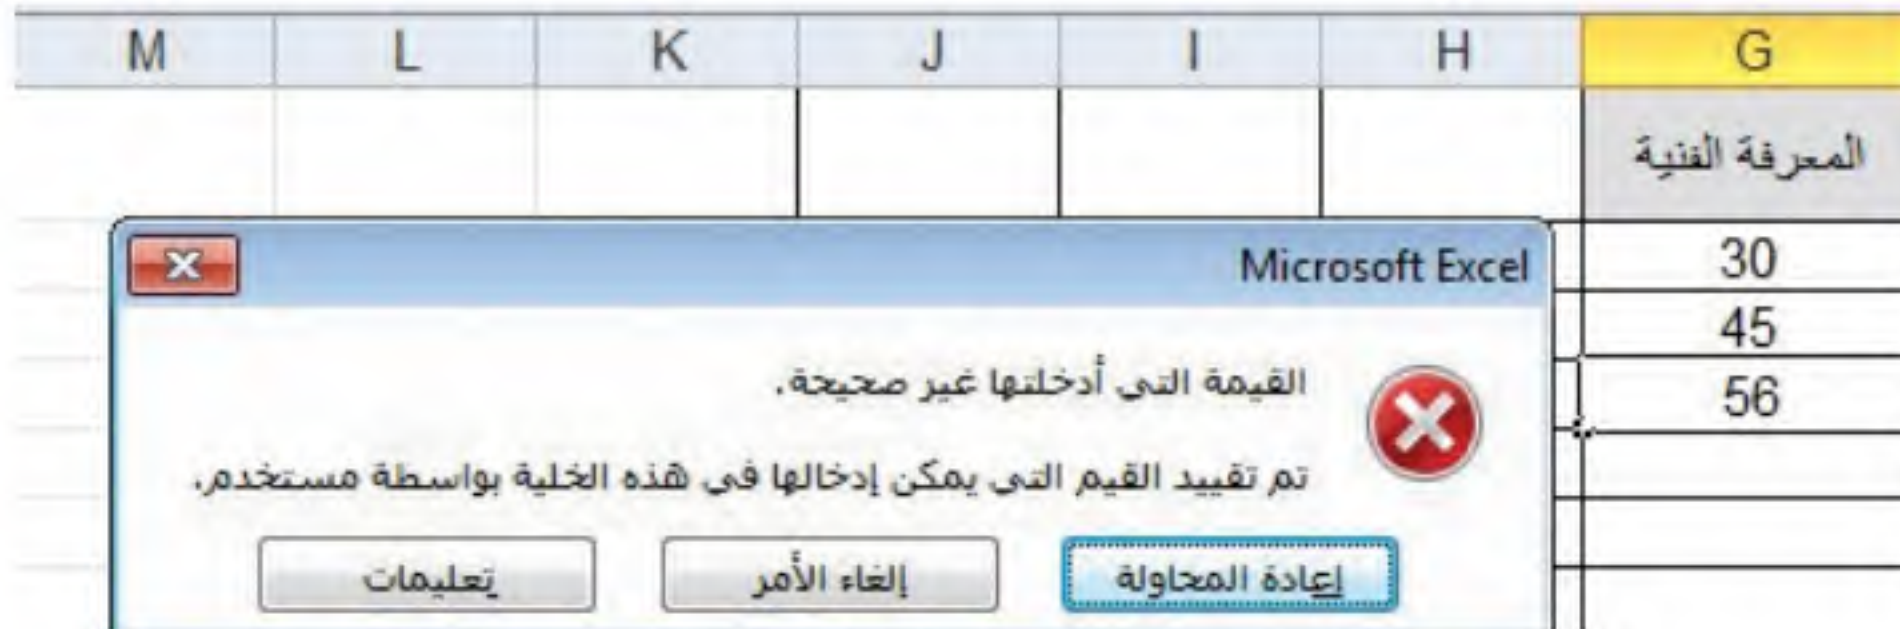 M L K J I H G
المعرفة الفنية
Microsoft Excel
30
45
القيمة التي أدخلتها غير صحيحة.
56
تم تقييد القيم التي يمكن إدخالها في هذه الخلية بواسطة مستخدم.
إعادة المحاولة إلغاء الأمر تعليمات